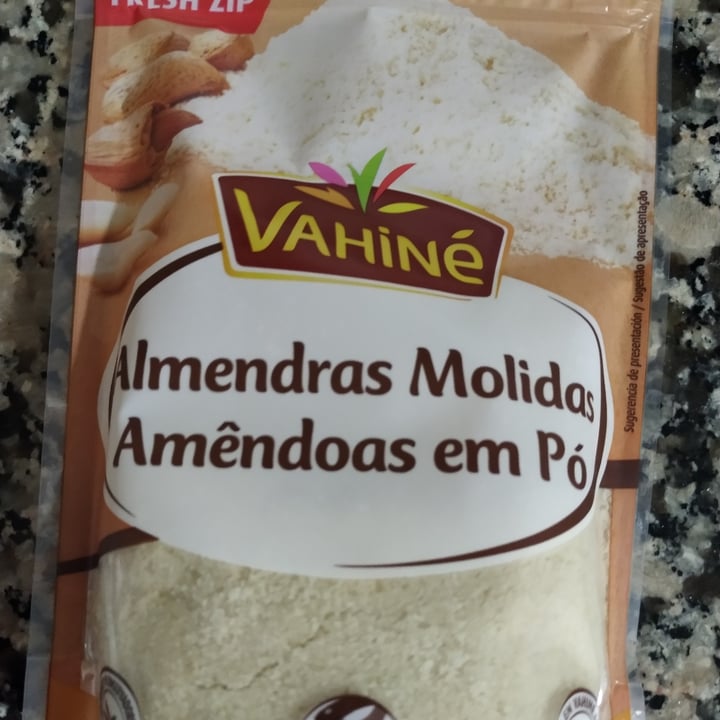 FRESH ZIP
VAHiNé
Almendras Molidas
Amêndoas em Pó
Sugerencia de presentación / Sugestão de apresentação